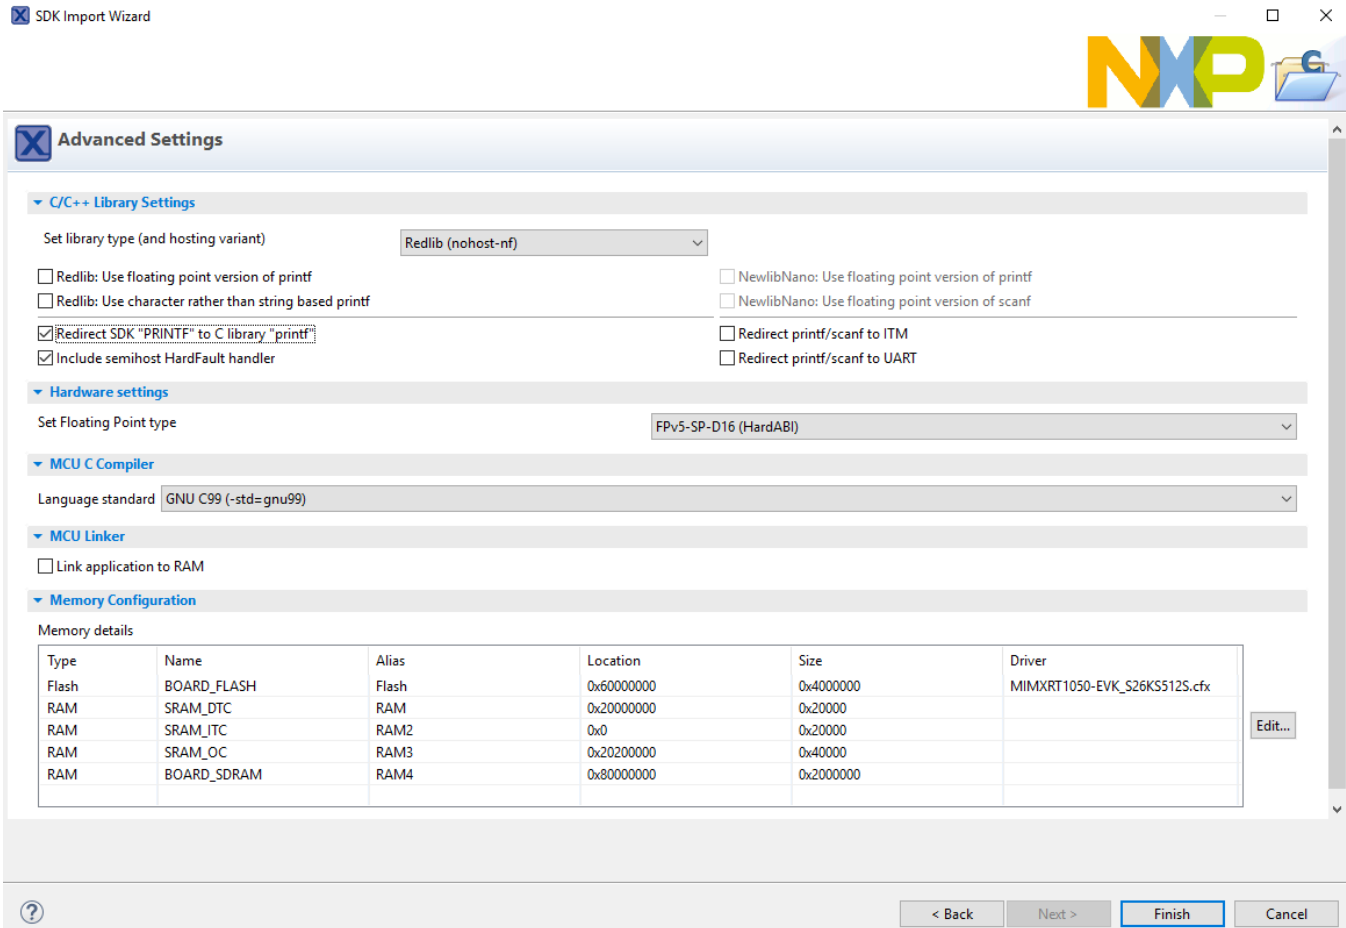 SDK Import Wizard
NXP
C
Advanced Settings
C/C++ Library Settings
Set library type (and hosting variant) Redlib (nohost-nf)
Redlib: Use floating point version of printf NewlibNano: Use floating point version of printf
Redlib: Use character rather than string based printf NewlibNano: Use floating point version of scanf
Redirect SDK "PRINTF" to C library "printf" Redirect printf/scanf to ITM
Include semihost HardFault handler Redirect printf/scanf to UART
Hardware settings
Set Floating Point type FPv5-SP-D16 (HardABI)
MCU C Compiler
Language standard GNU C99 (-std=gnu99)
MCU Linker
Link application to RAM
Memory Configuration
Memory details
Type Name Alias Location Size Driver
Flash BOARD_FLASH Flash 0x60000000 0x4000000 MIMXRT1050-EVK_S26KS512S.cfx
RAM SRAM_DTC RAM 0x20000000 0x20000
RAM SRAM_ITC RAM2 0x0 0x20000
RAM SRAM_OC RAM3 0x20200000 0x40000
RAM BOARD_SDRAM RAM4 0x80000000 0x2000000
Edit...
? < Back Next > Finish Cancel